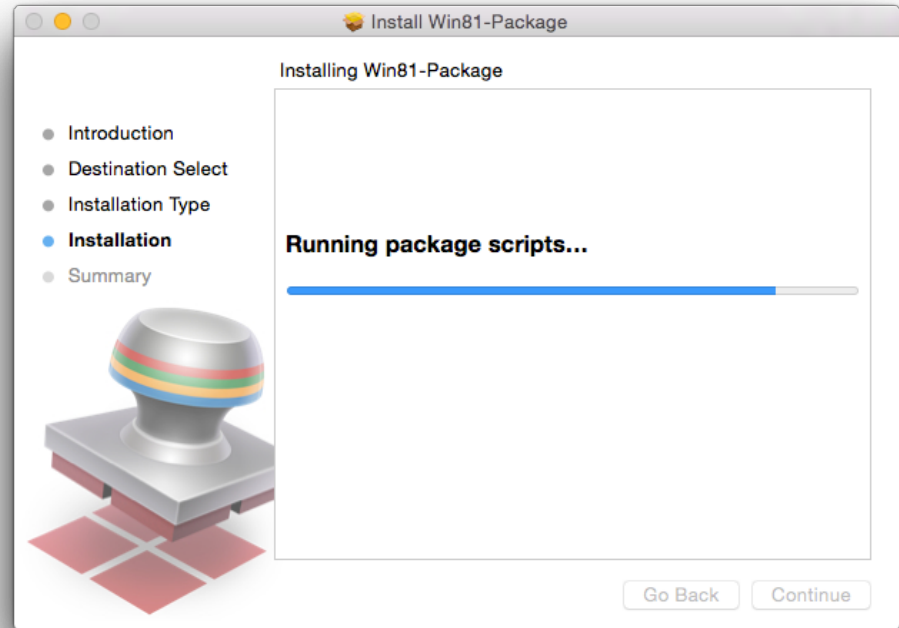 Install Win81-Package
Installing Win81-Package
Introduction
Destination Select
Installation Type
Installation
Summary
Running package scripts...
Go Back
Continue